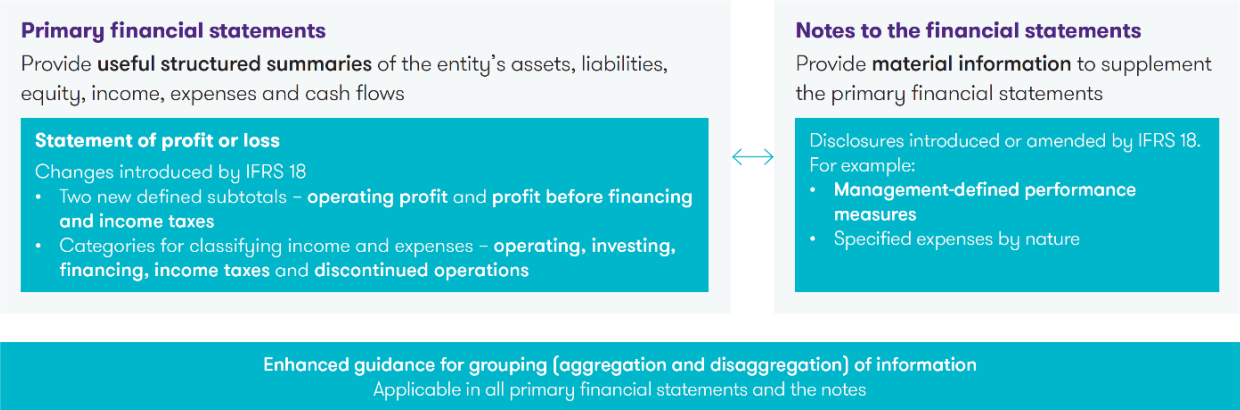 Primary financial statements
Provide useful structured summaries of the entity's assets, liabilities,
equity, income, expenses and cash flows
Statement of profit or loss
Changes introduced by IFRS 18
• Two new defined subtotals – operating profit and profit before financing
and income taxes
• Categories for classifying income and expenses – operating, investing,
financing, income taxes and discontinued operations
Notes to the financial statements
Provide material information to supplement
the primary financial statements
Disclosures introduced or amended by IFRS 18.
For example:
• Management-defined performance
measures
• Specified expenses by nature
Enhanced guidance for grouping (aggregation and disaggregation) of information
Applicable in all primary financial statements and the notes